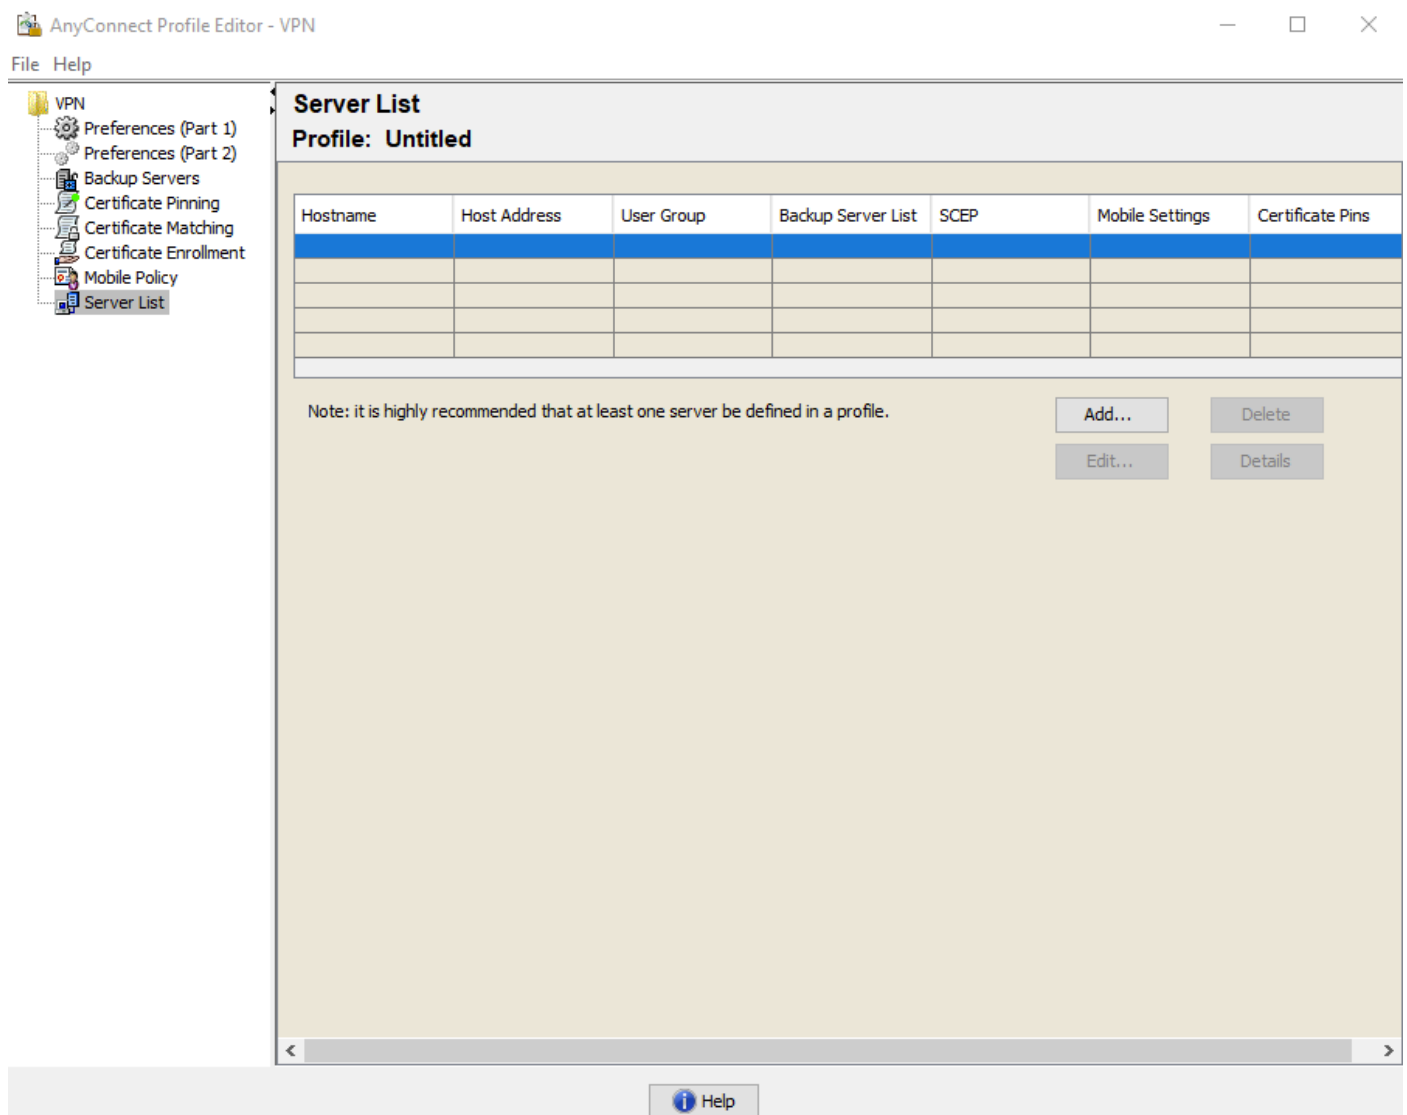 AnyConnect Profile Editor - VPN
File Help
VPN
Preferences (Part 1)
Preferences (Part 2)
Backup Servers
Certificate Pinning
Certificate Matching
Certificate Enrollment
Mobile Policy
Server List
Server List
Profile: Untitled
Hostname Host Address User Group Backup Server List SCEP Mobile Settings Certificate Pins
Note: it is highly recommended that at least one server be defined in a profile.
Add... Delete
Edit... Details
Help